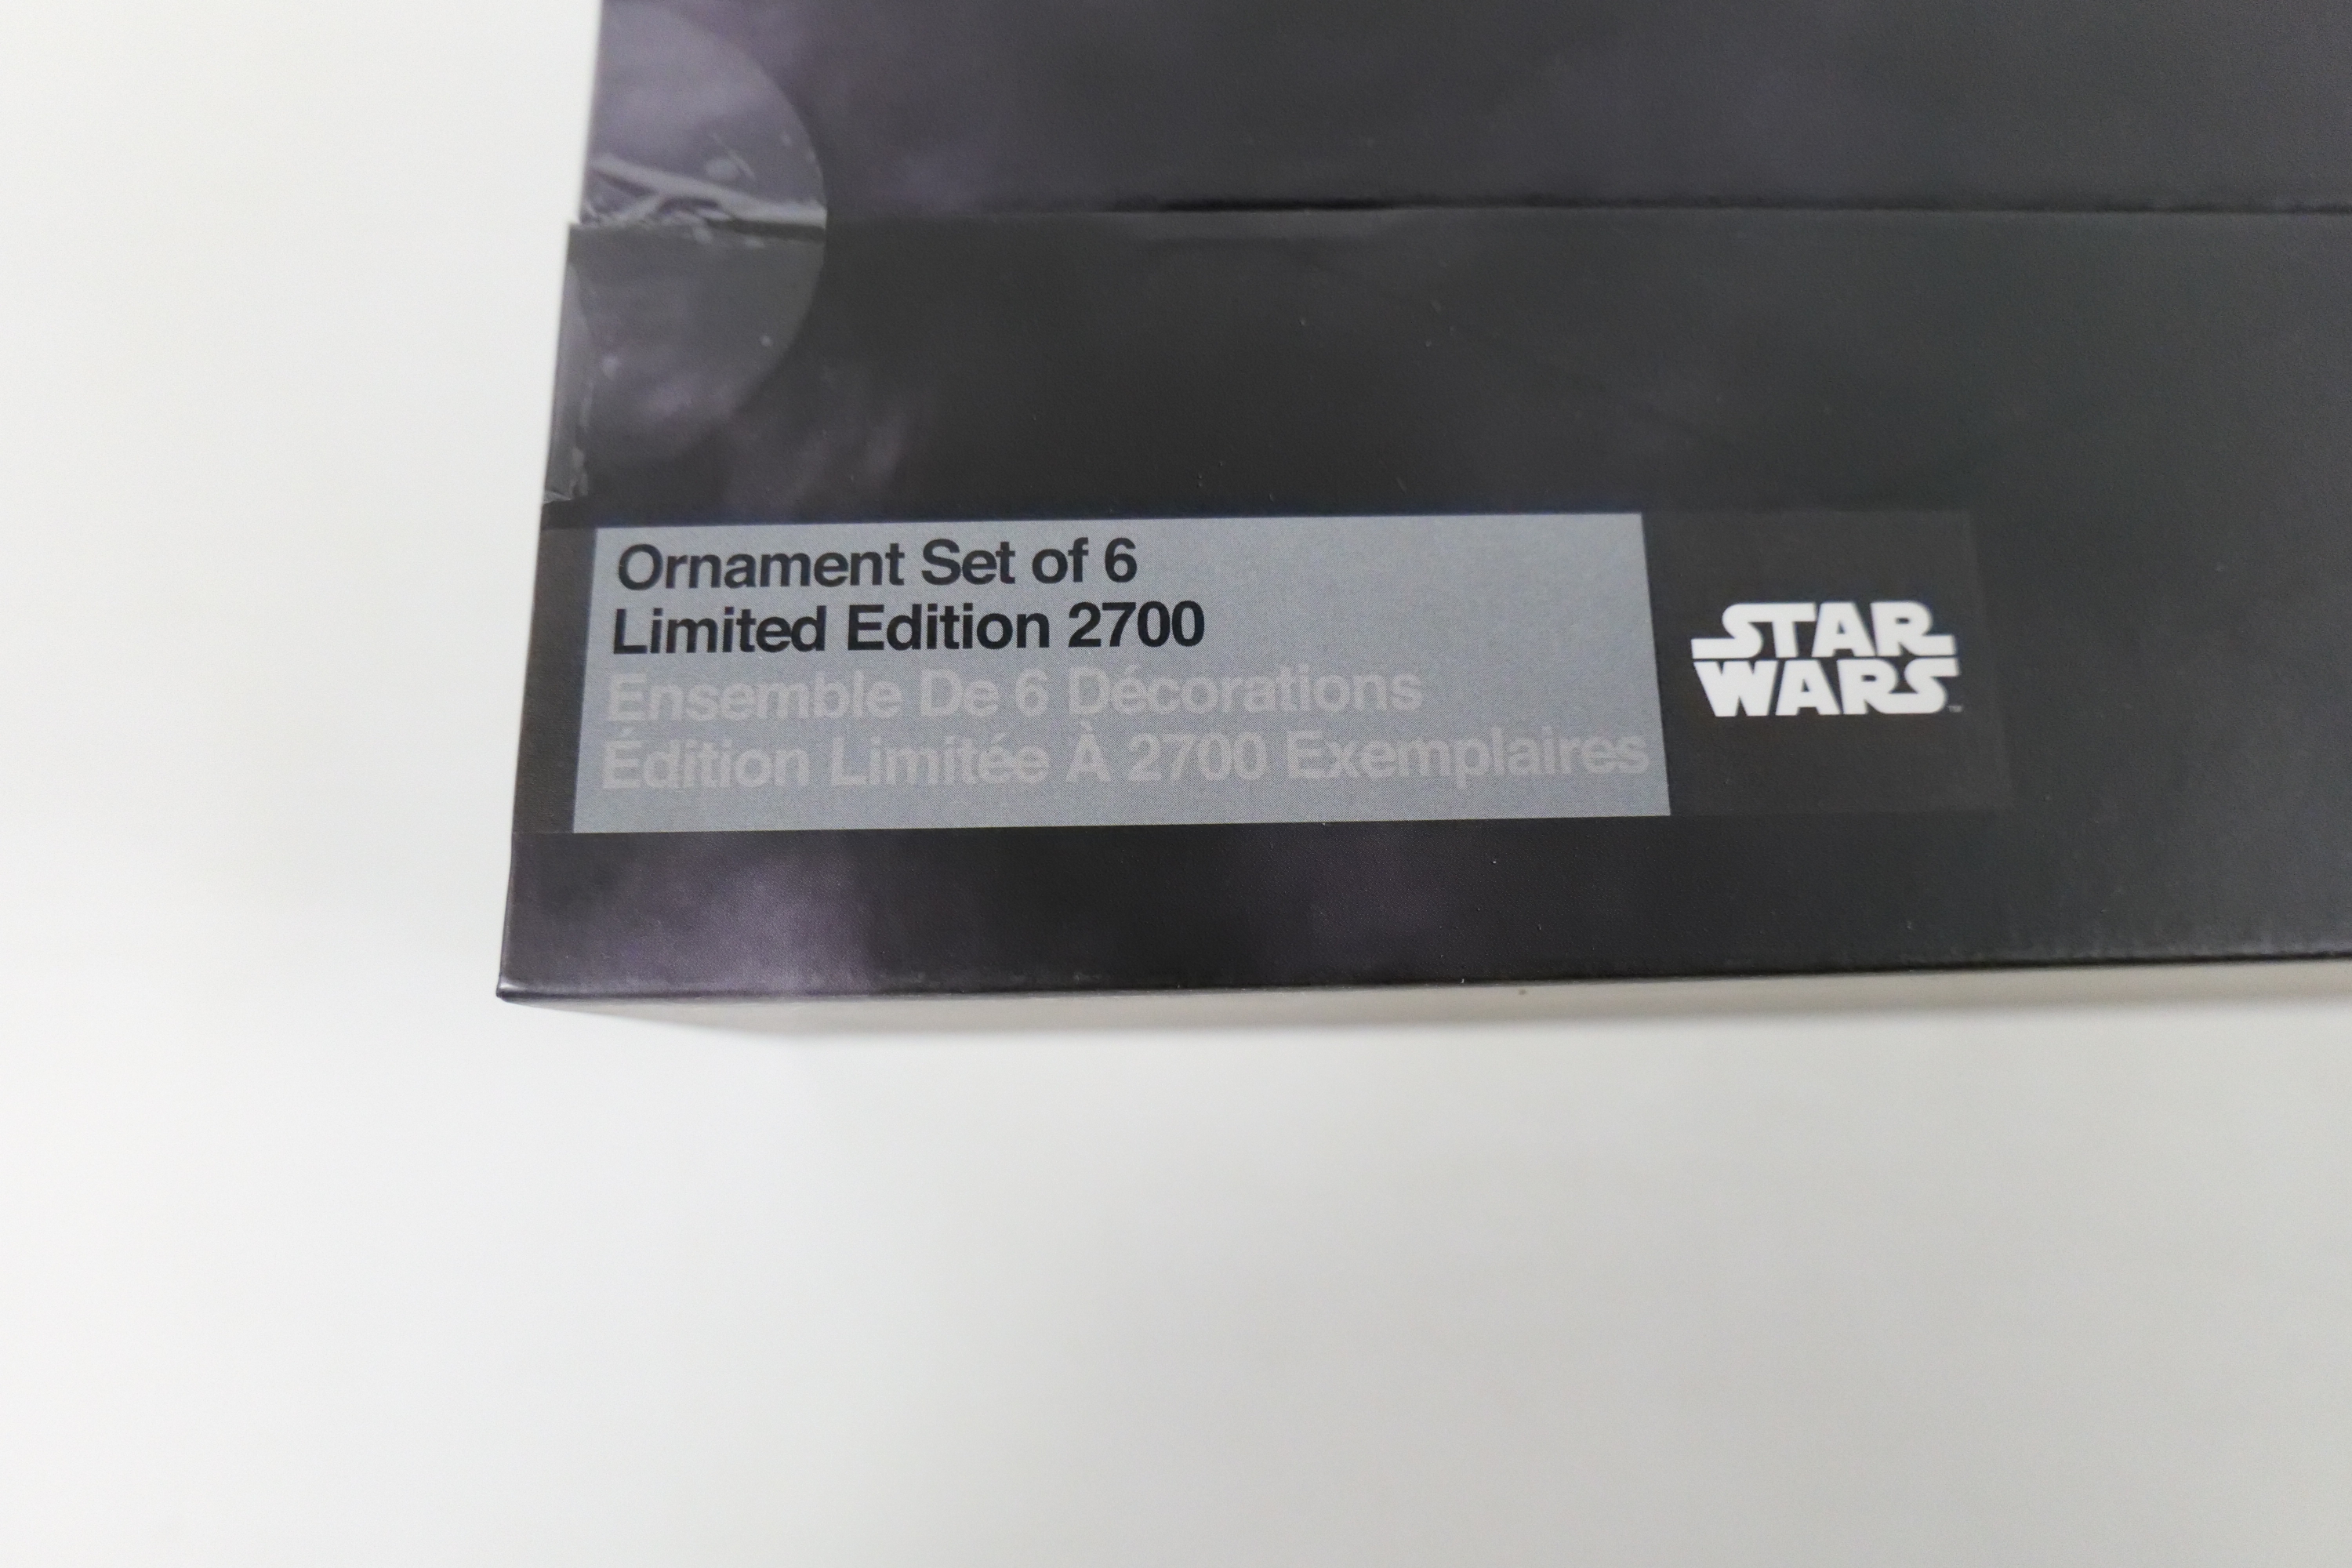 Ornament Set of 6
Limited Edition 2700
Ensemble De 6 Décorations
Édition Limitée À 2700 Exemplaires
STAR
WARS